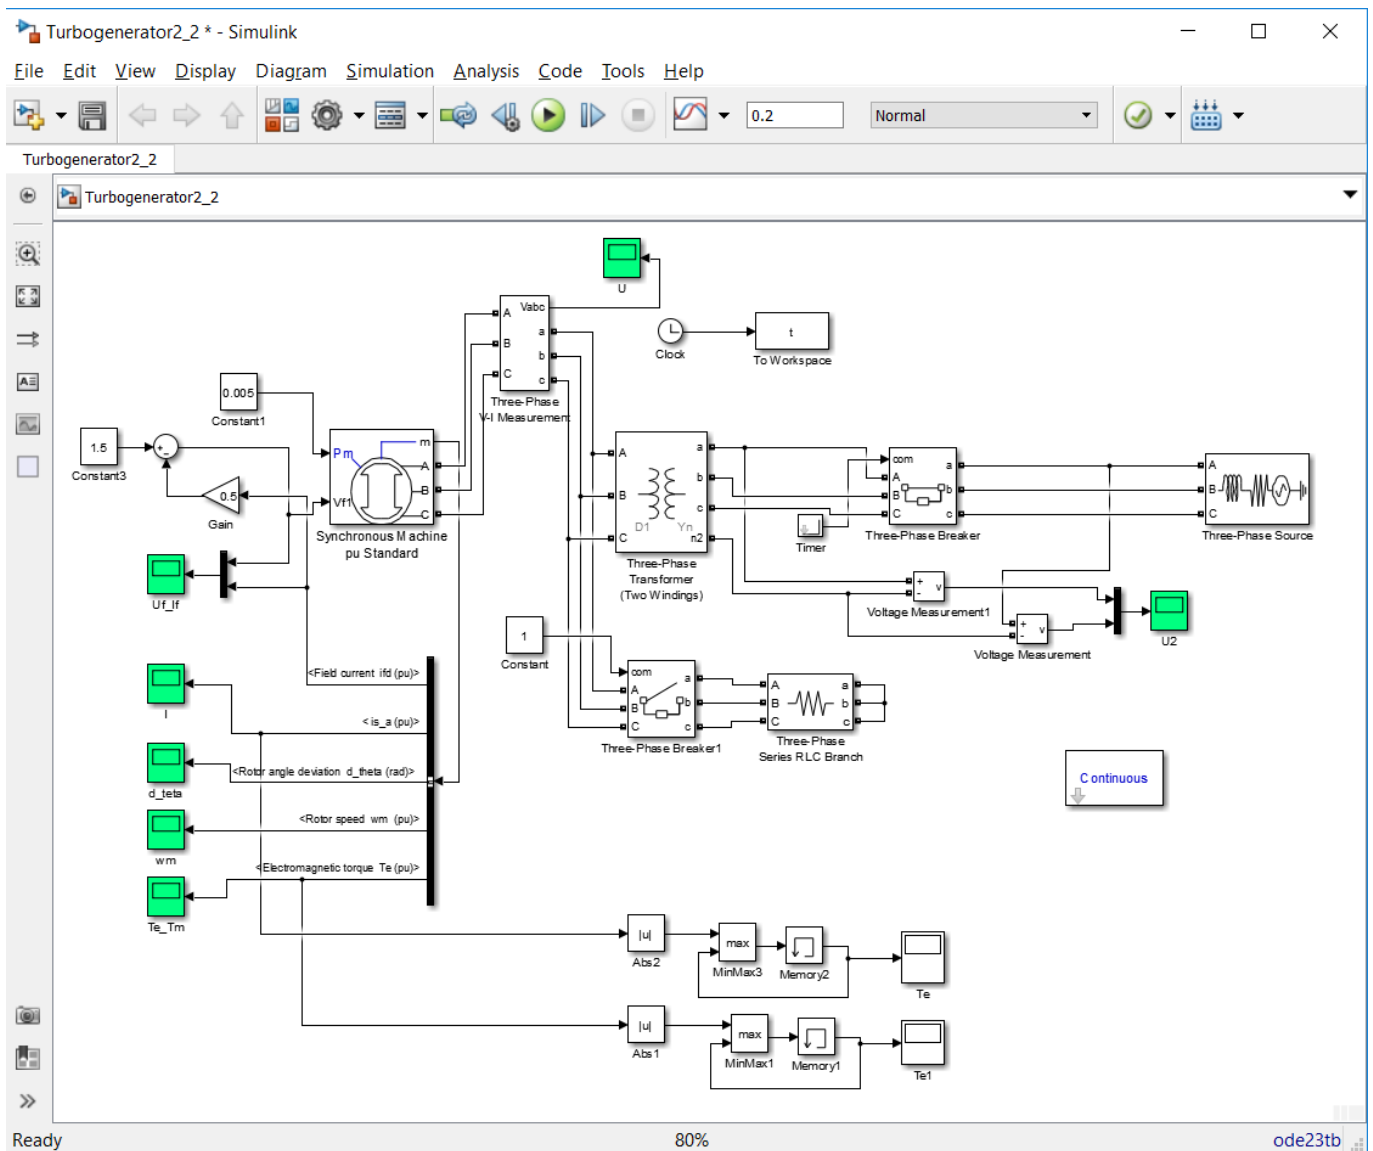 Turbogenerator2_2 * - Simulink
File Edit View Display Diagram Simulation Analysis Code Tools Help
0.2
Normal
Turbogenerator2_2
Turbogenerator2_2
U
Vabc
A
a
B
b
C
c
Three-Phase
V-I Measurement
Clock
t
To Workspace
0.005
Constant1
1.5
Constant3
+
-
0.5
Gain
Pm
m
Vf1
A
B
C
Synchronous Machine
pu Standard
A
B
C
D1
Yn
a
b
c
n2
Three-Phase
Transformer
(Two Windings)
com
A
B
C
a
b
c
Three-Phase Breaker
Timer
A
B
C
Three-Phase Source
+
-
v
Voltage Measurement1
+
-
v
Voltage Measurement
U2
Uf_If
1
Constant
com
A
B
C
a
b
c
Three-Phase Breaker1
A
B
C
a
b
c
Three-Phase
Series RLC Branch
Continuous
<Field current ifd (pu)>
I
<is_a (pu)>
<Rotor angle deviation d_theta (rad)>
d_teta
<Rotor speed wm (pu)>
wm
<Electromagnetic torque Te (pu)>
Te_Tm
|u|
Abs2
max
MinMax3
Memory2
Te
|u|
Abs1
max
MinMax1
Memory1
Te1
Ready
80%
ode23tb